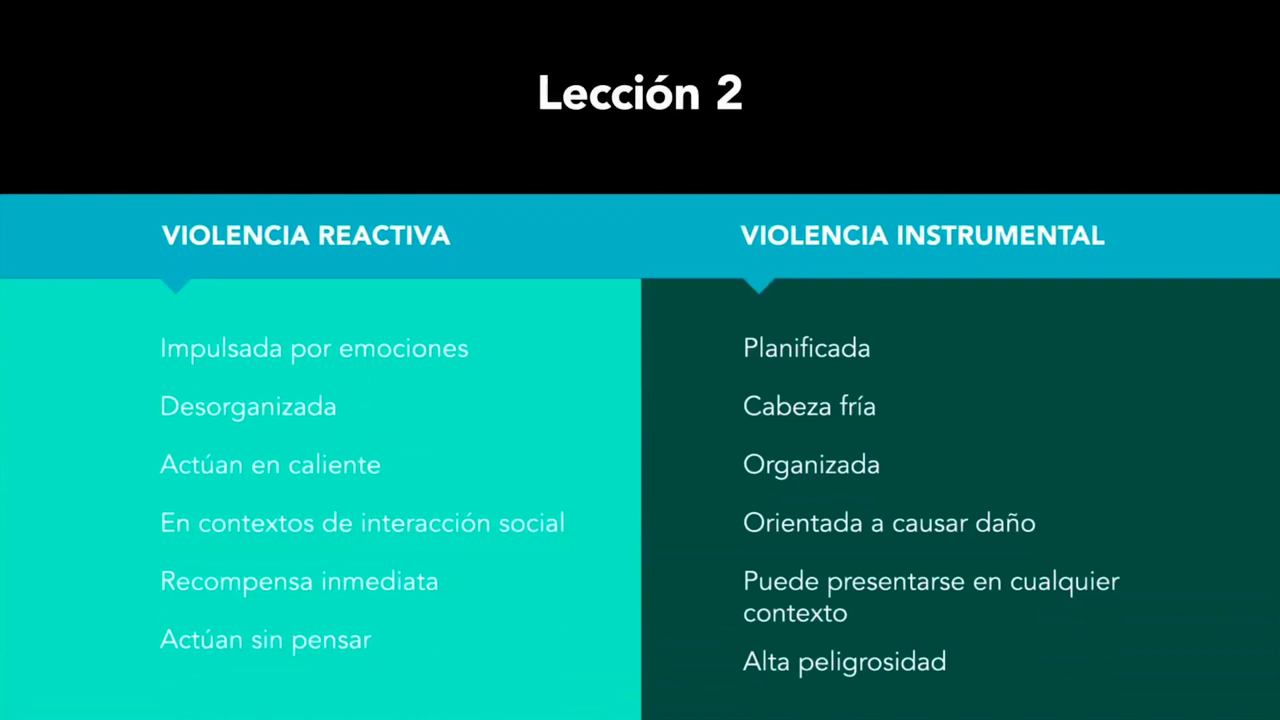 Lección 2
VIOLENCIA REACTIVA
Impulsada por emociones
Desorganizada
Actúan en caliente
En contextos de interacción social
Recompensa inmediata
Actúan sin pensar
VIOLENCIA INSTRUMENTAL
Planificada
Cabeza fría
Organizada
Orientada a causar daño
Puede presentarse en cualquier
contexto
Alta peligrosidad